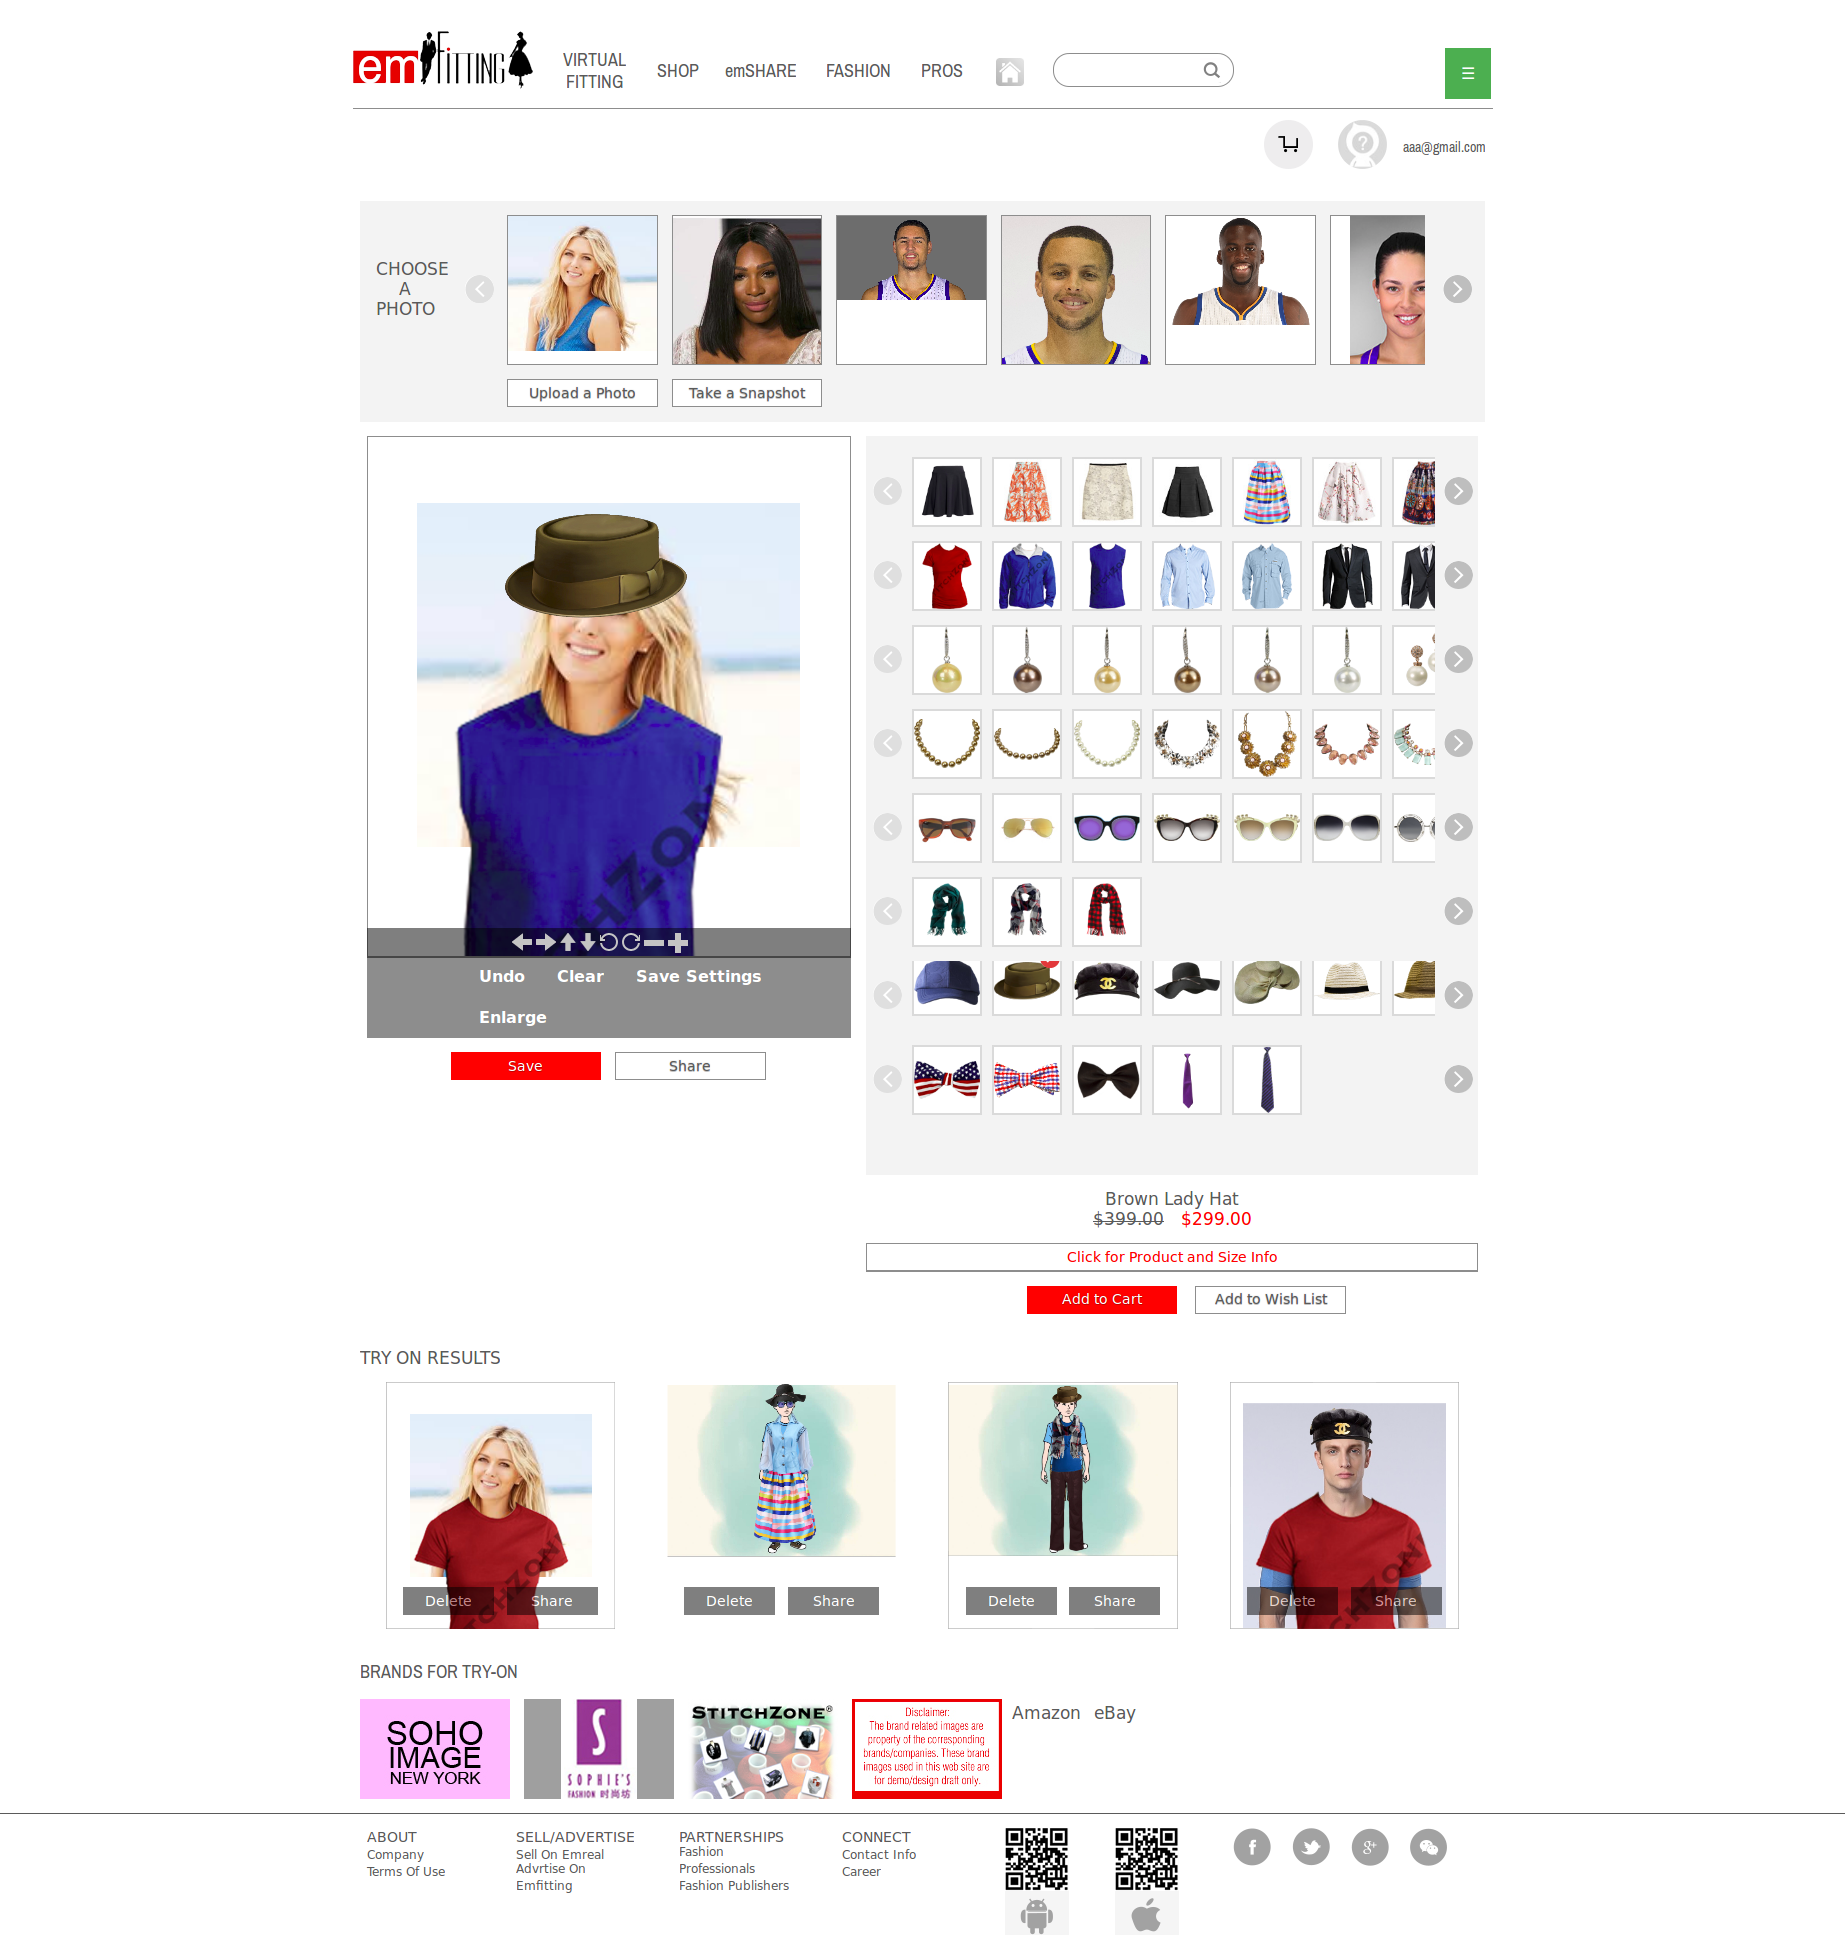 em FITTING
VIRTUAL
FITTING
SHOP
emSHARE
FASHION
PROS
☰
aaa@gmail.com
CHOOSE
A
PHOTO
Upload a Photo
Take a Snapshot
Undo
Clear
Save Settings
Enlarge
Save
Share
Brown Lady Hat
$399.00 $299.00
Click for Product and Size Info
Add to Cart
Add to Wish List
TRY ON RESULTS
Delete
Share
Delete
Share
Delete
Share
Delete
Share
BRANDS FOR TRY-ON
SOHO
IMAGE
NEW YORK
S
SOPHIE'S
FASHION 时尚坊
STITCHZONE®
Disclaimer:
The brand related images are
property of the corresponding
brands/companies. These brand
images used in this web site are
for demo/design draft only.
Amazon
eBay
ABOUT
Company
Terms Of Use
SELL/ADVERTISE
Sell On Emreal
Advrtise On
Emfitting
PARTNERSHIPS
Fashion
Professionals
Fashion Publishers
CONNECT
Contact Info
Career